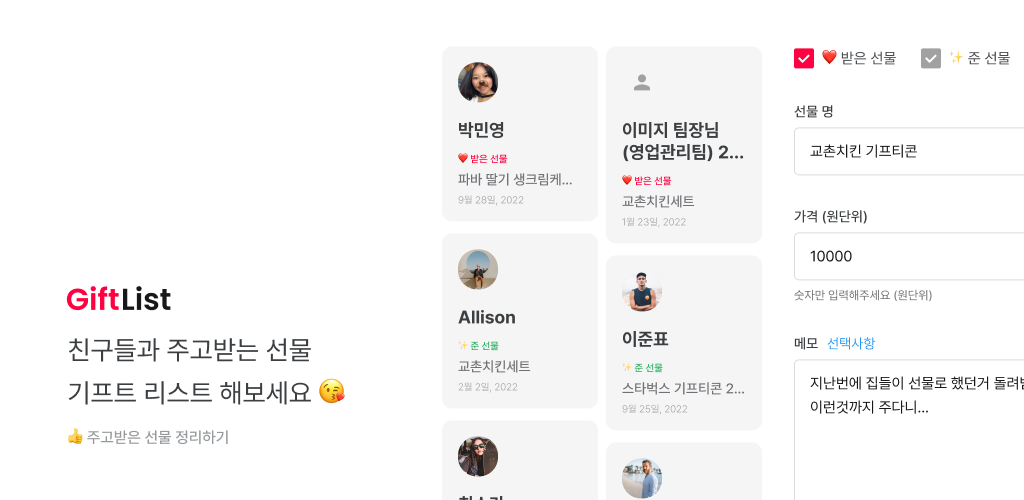 GiftList
친구들과 주고받는 선물
기프트 리스트 해보세요 😘
👍 주고받은 선물 정리하기
박민영
❤️ 받은 선물
파바 딸기 생크림케...
9월 28일, 2022
Allison
✨ 준 선물
교촌치킨세트
2월 2일, 2022
이미지 팀장님
(영업관리팀) 2...
❤️ 받은 선물
교촌치킨세트
1월 23일, 2022
이준표
✨ 준 선물
스타벅스 기프티콘 2...
9월 25일, 2022
❤️ 받은 선물 ✨ 준 선물
선물 명
교촌치킨 기프티콘
가격 (원단위)
10000
숫자만 입력해주세요 (원단위)
메모 선택사항
지난번에 집들이 선물로 했던거
이런것까지 주다니...